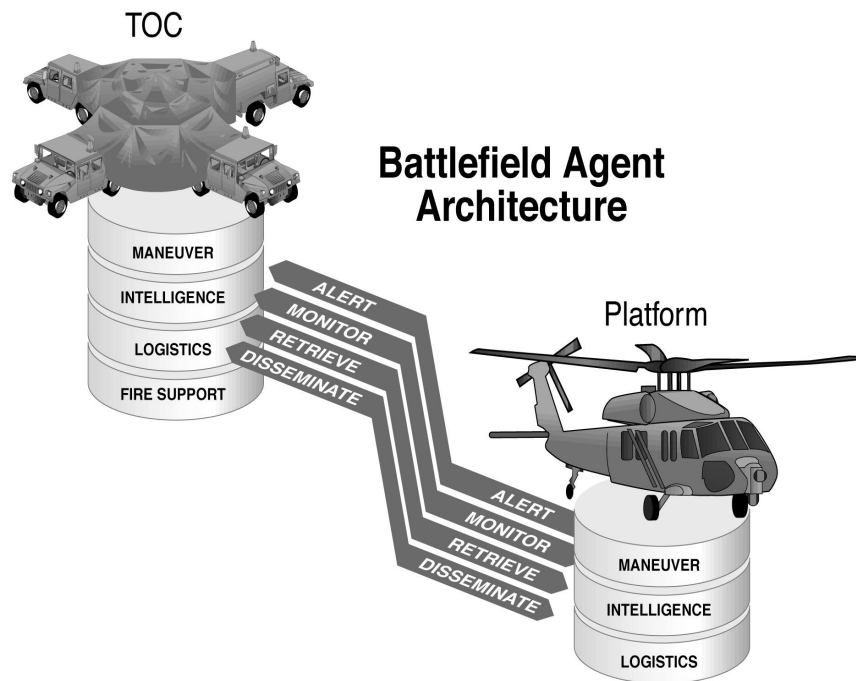 TOC
Battlefield Agent
Architecture
MANEUVER
INTELLIGENCE
LOGISTICS
FIRE SUPPORT
ALERT
MONITOR
RETRIEVE
DISSEMINATE
Platform
ALERT
MONITOR
RETRIEVE
DISSEMINATE
MANEUVER
INTELLIGENCE
LOGISTICS